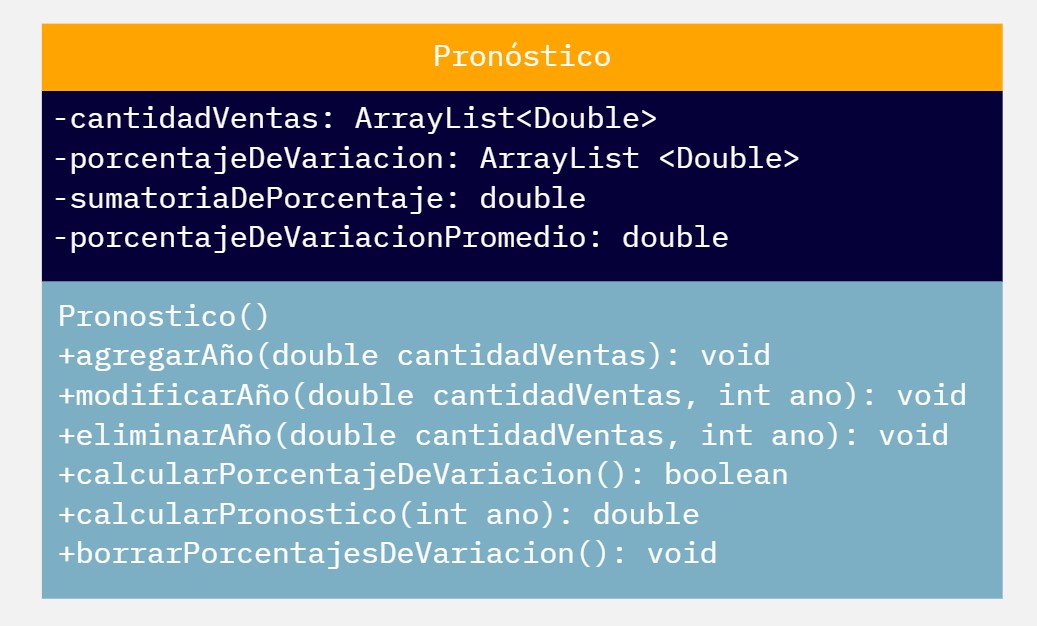 Pronóstico
-cantidadVentas: ArrayList<Double>
-porcentajeDeVariacion: ArrayList <Double>
-sumatoriaDePorcentaje: double
-porcentajeDeVariacionPromedio: double
Pronostico()
+agregarAño(double cantidadVentas): void
+modificarAño(double cantidadVentas, int ano): void
+eliminarAño(double cantidadVentas, int ano): void
+calcularPorcentajeDeVariacion(): boolean
+calcularPronostico(int ano): double
+borrarPorcentajesDeVariacion(): void